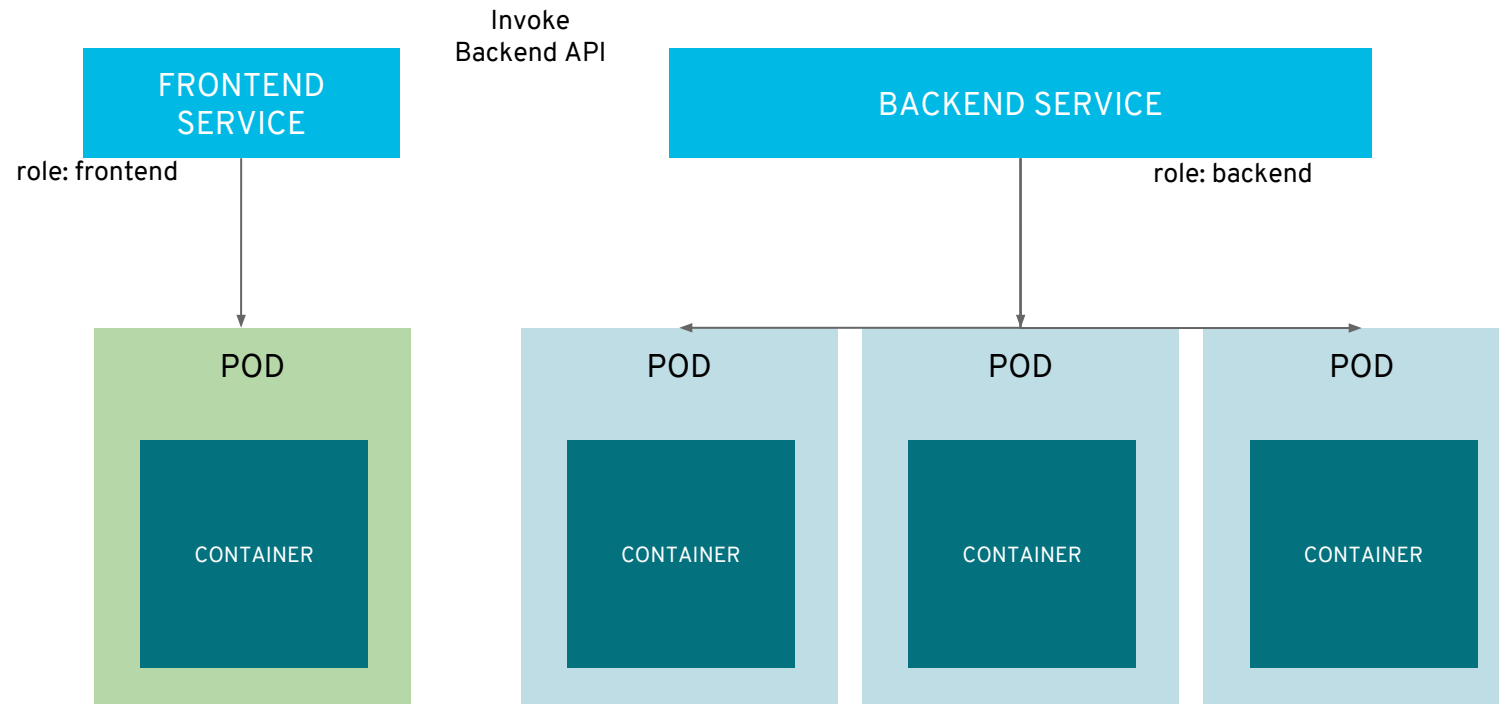 Invoke
Backend API
FRONTEND
SERVICE
BACKEND SERVICE
role: frontend
role: backend
POD
POD
POD
POD
CONTAINER
CONTAINER
CONTAINER
CONTAINER